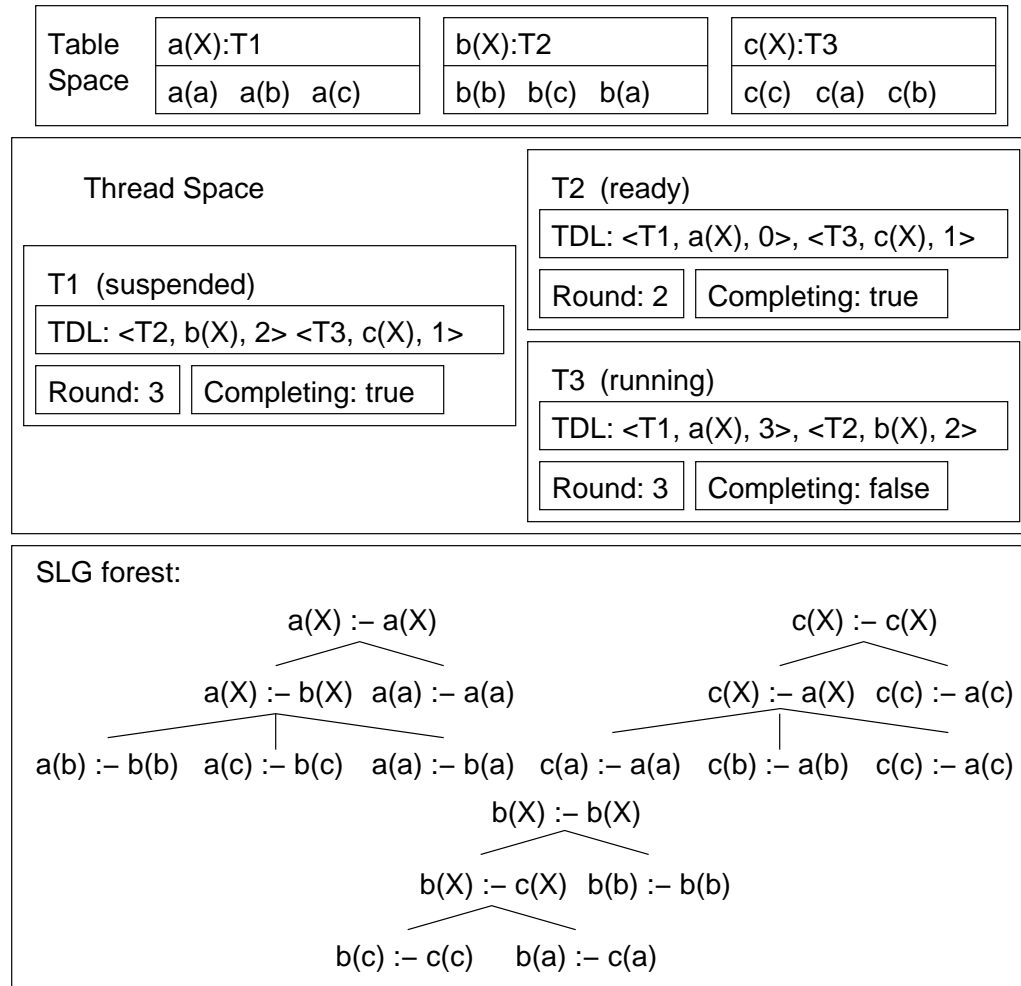 Table Space
a(X):T1
a(a) a(b) a(c)
b(X):T2
b(b) b(c) b(a)
c(X):T3
c(c) c(a) c(b)
Thread Space
T1 (suspended)
TDL: <T2, b(X), 2> <T3, c(X), 1>
Round: 3 Completing: true
T2 (ready)
TDL: <T1, a(X), 0>, <T3, c(X), 1>
Round: 2 Completing: true
T3 (running)
TDL: <T1, a(X), 3>, <T2, b(X), 2>
Round: 3 Completing: false
SLG forest:
a(X) :– a(X) c(X) :– c(X)
a(X) :– b(X) a(a) :– a(a) c(X) :– a(X) c(c) :– a(c)
a(b) :– b(b) a(c) :– b(c) a(a) :– b(a) c(a) :– a(a) c(b) :– a(b) c(c) :– a(c)
b(X) :– b(X)
b(X) :– c(X) b(b) :– b(b)
b(c) :– c(c) b(a) :– c(a)